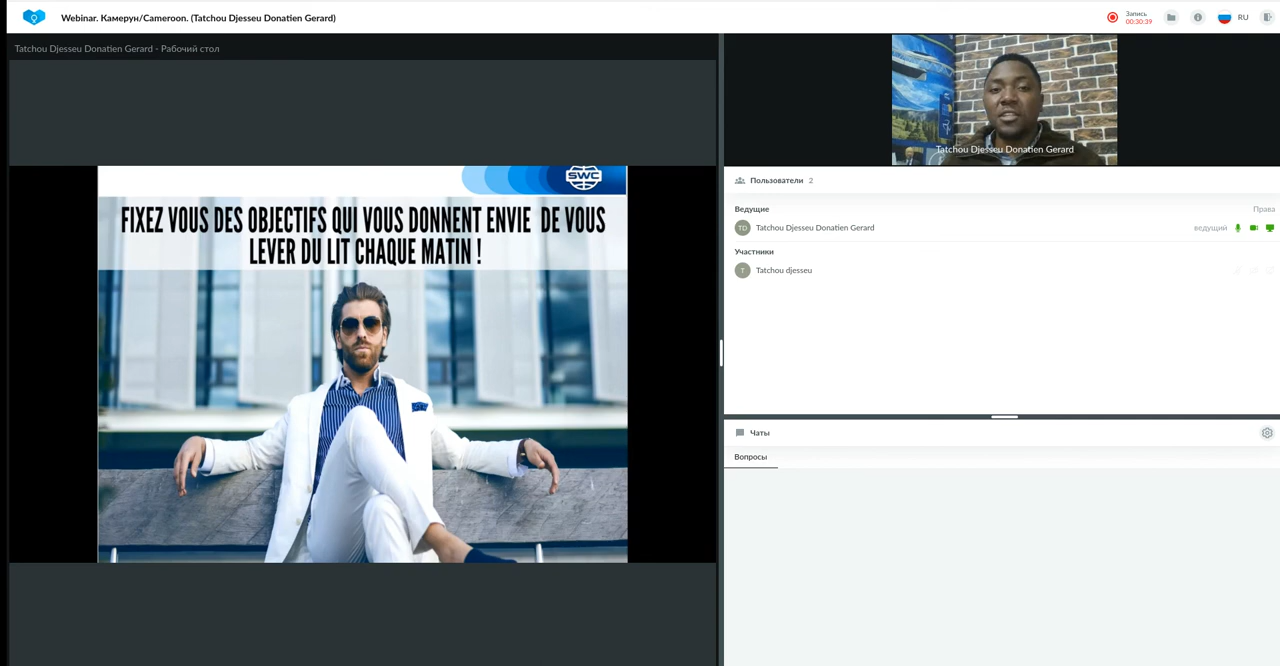 Webinar. Камерун/Cameroon. (Tatchou Djesseu Donatien Gerard)
Запись
00:30:39
RU
Tatchou Djesseu Donatien Gerard - Рабочий стол
SWC
FIXEZ VOUS DES OBJECTIFS QUI VOUS DONNENT ENVIE DE VOUS
LEVER DU LIT CHAQUE MATIN !
Tatchou Djesseu Donatien Gerard
Пользователи 2
Ведущие Права
TD Tatchou Djesseu Donatien Gerard ведущий
Участники
T Tatchou djesseu
Чаты
Вопросы